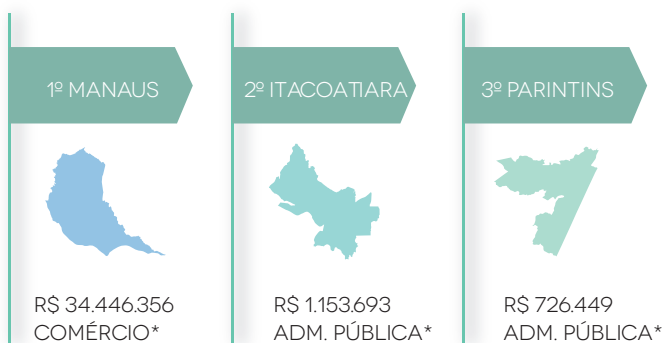 1º MANAUS
2º ITACOATIARA
3º PARINTINS
R$ 34.446.356
COMÉRCIO*
R$ 1.153.693
ADM. PÚBLICA*
R$ 726.449
ADM. PÚBLICA*